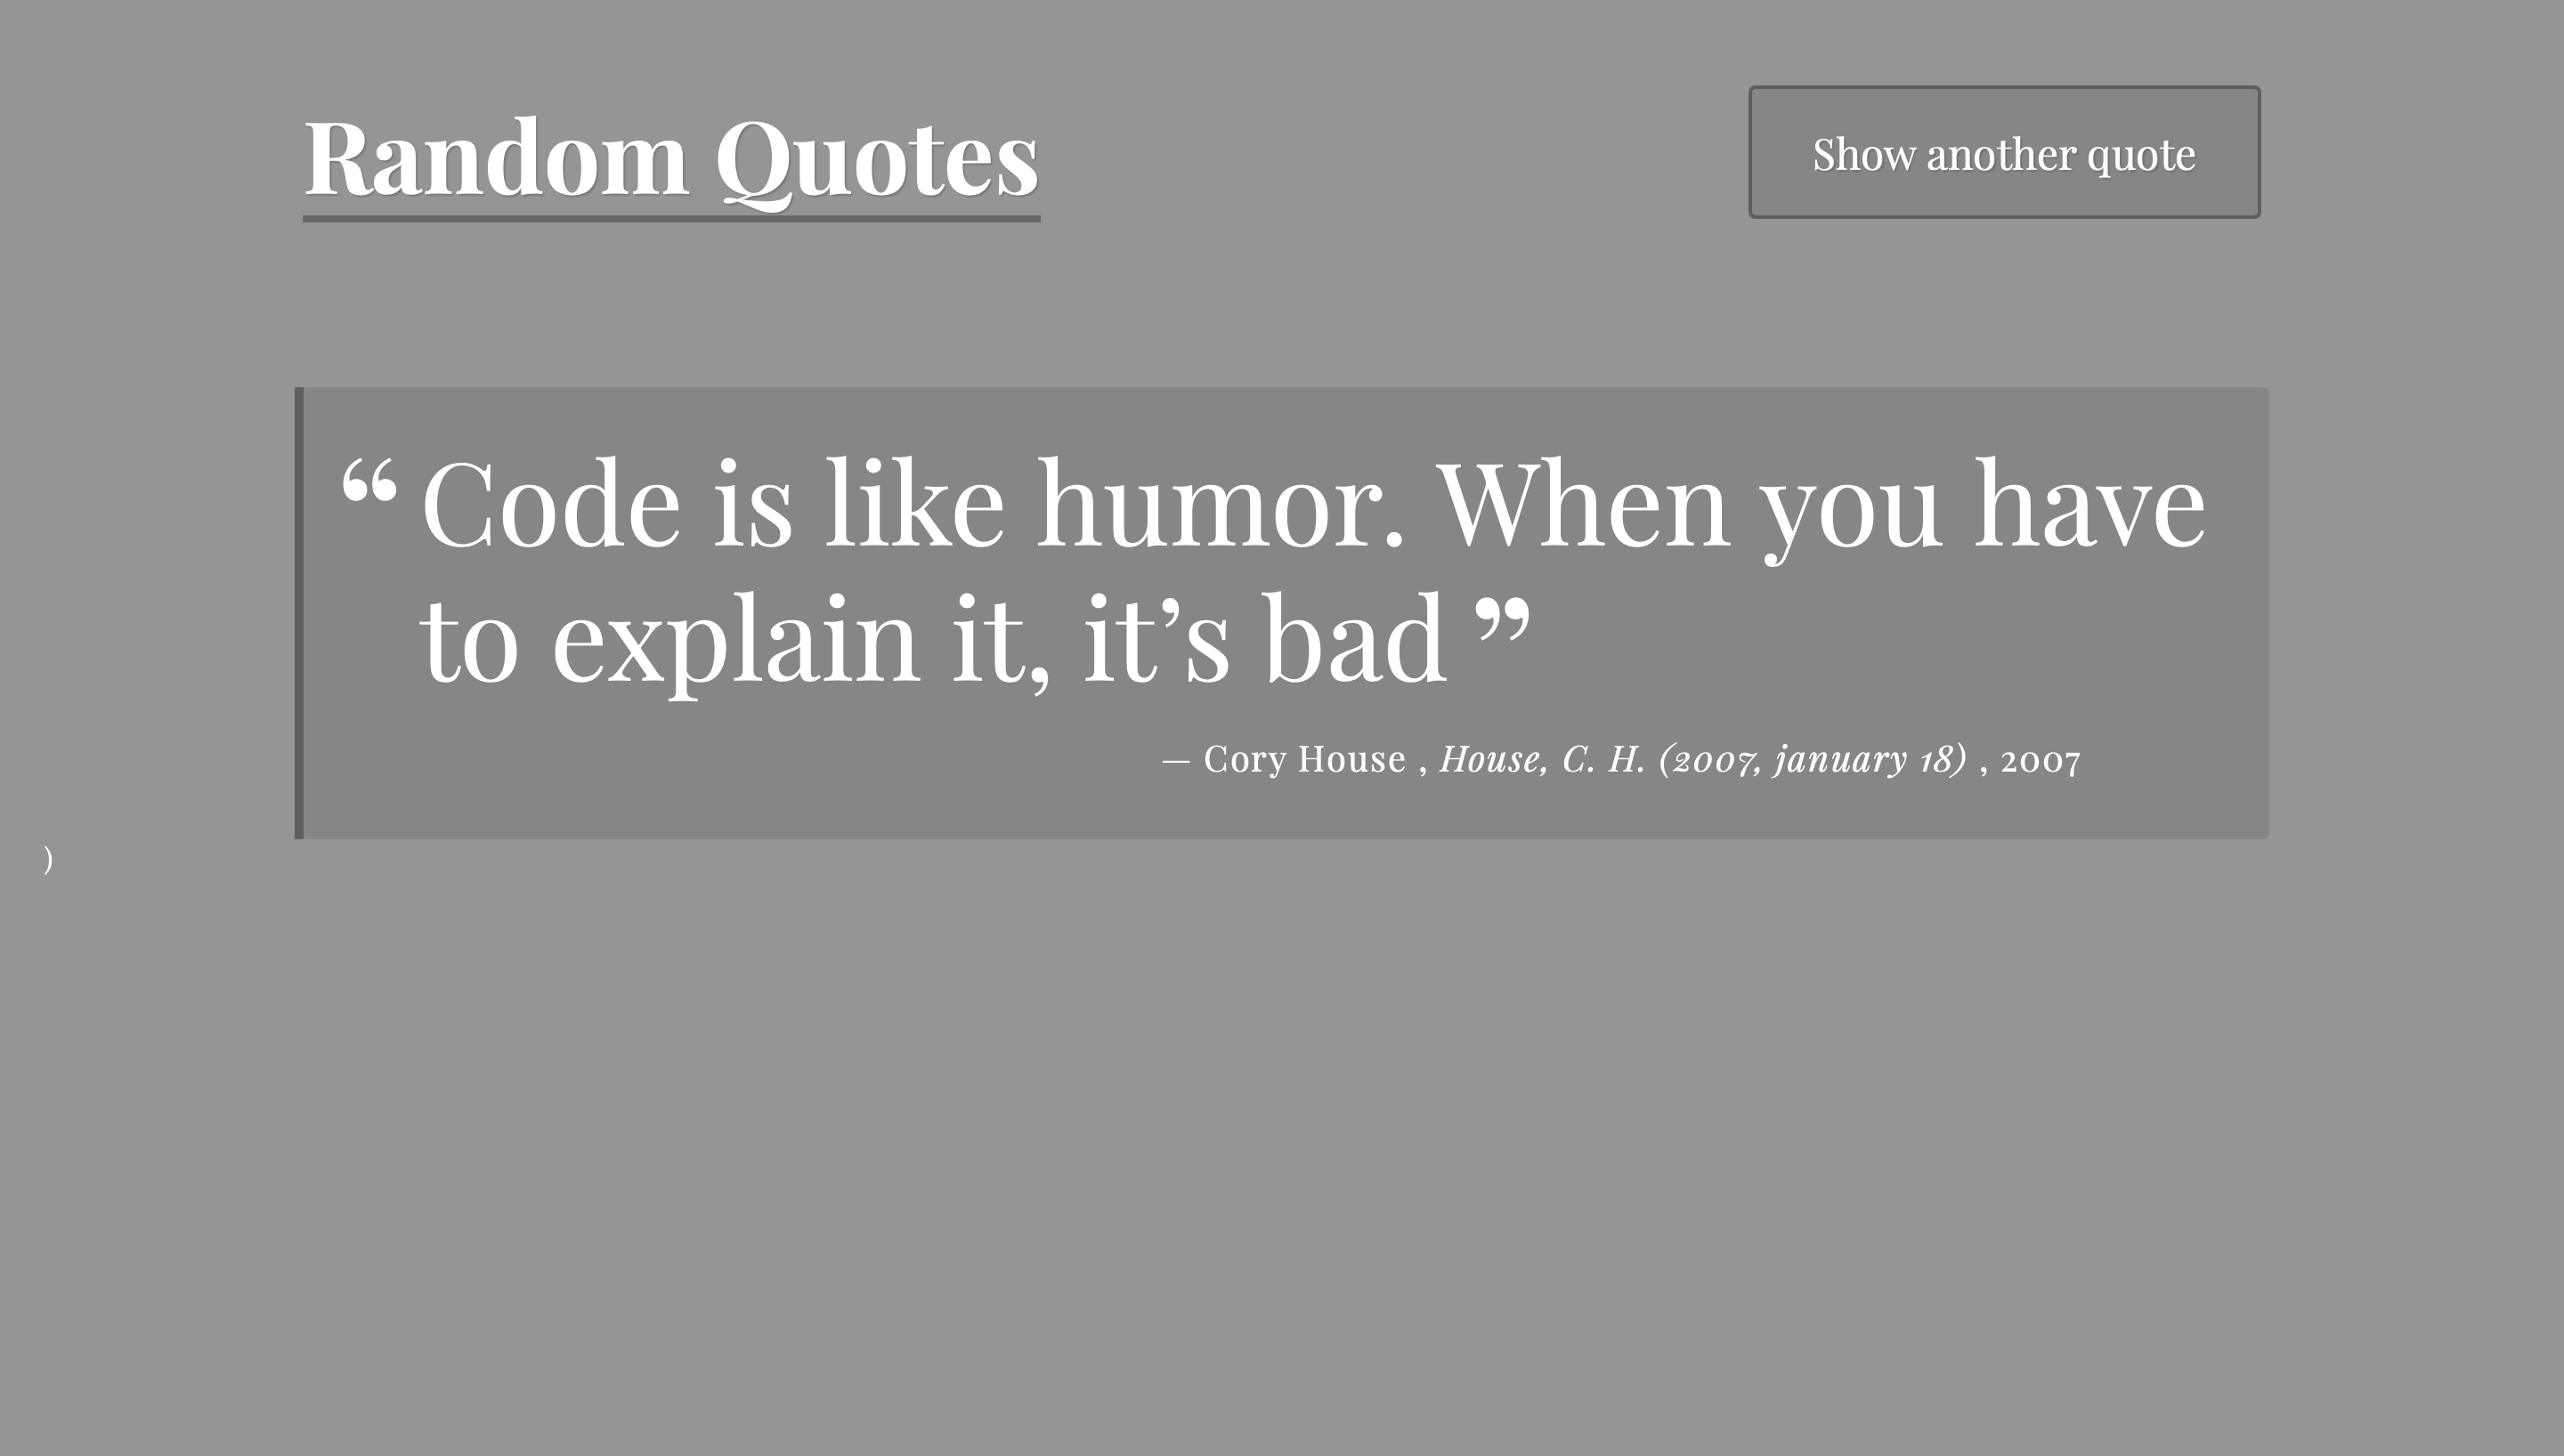 Random Quotes
Show another quote
“ Code is like humor. When you have
to explain it, it’s bad ”
— Cory House , House, C. H. (2007, january 18) , 2007
)